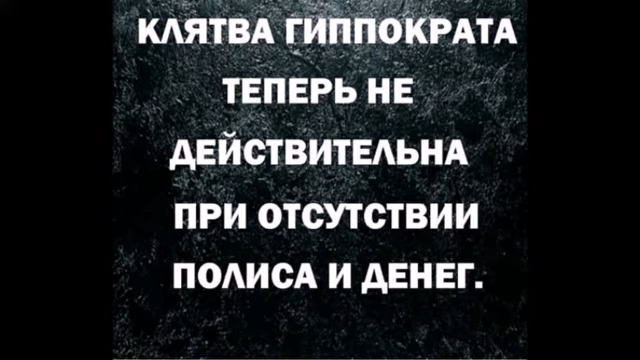 КЛЯТВА ГИППОКРАТА
ТЕПЕРЬ НЕ
ДЕЙСТВИТЕЛЬНА
ПРИ ОТСУТСТВИИ
ПОЛИСА И ДЕНЕГ.